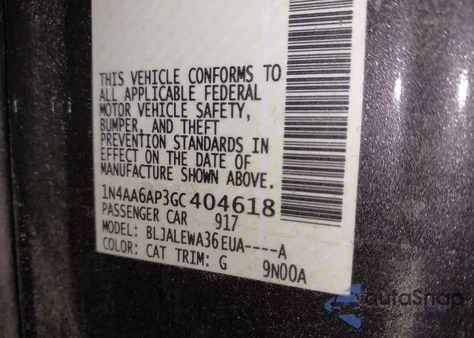 THIS VEHICLE CONFORMS TO
ALL APPLICABLE FEDERAL
MOTOR VEHICLE SAFETY,
BUMPER, AND THEFT
PREVENTION STANDARDS IN
EFFECT ON THE DATE OF
MANUFACTURE SHOWN ABOVE.
1N4AA6AP3GC404618
PASSENGER CAR 917
MODEL: BLJALEWA36EUA----A
COLOR: CAT TRIM: G 9N00A
autoSnap